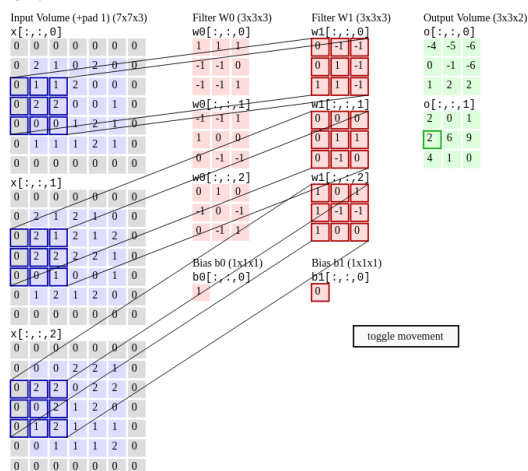 Input Volume (+pad 1) (7x7x3)
x[:,:,0]
0 0 0 0 0 0 0
0 2 1 0 2 0 0
0 1 1 2 0 0 0
0 2 2 0 0 1 0
0 0 0 1 2 1 0
0 1 1 1 2 1 0
0 0 0 0 0 0 0
x[:,:,1]
0 0 0 0 0 0 0
0 2 1 2 1 0 0
0 2 1 2 1 2 0
0 2 2 2 2 1 0
0 0 1 0 0 1 0
0 1 2 1 2 0 0
0 0 0 0 0 0 0
x[:,:,2]
0 0 0 0 0 0 0
0 0 0 2 2 1 0
0 2 2 0 2 2 0
0 0 2 1 2 0 0
0 1 2 1 1 1 0
0 0 1 1 1 2 0
0 0 0 0 0 0 0
Filter W0 (3x3x3)
w0[:,:,0]
1 1 1
-1 -1 0
-1 -1 1
w0[:,:,1]
-1 -1 1
1 0 0
0 -1 -1
w0[:,:,2]
0 1 0
-1 0 -1
0 -1 1
Bias b0 (1x1x1)
b0[:,:,0]
1
Filter W1 (3x3x3)
w1[:,:,0]
0 -1 -1
0 1 -1
1 1 -1
w1[:,:,1]
0 0 0
0 1 1
0 -1 0
w1[:,:,2]
1 0 1
1 -1 -1
1 0 0
Bias b1 (1x1x1)
b1[:,:,0]
0
Output Volume (3x3x2)
o[:,:,0]
-4 -5 -6
0 -1 -6
1 2 2
o[:,:,1]
2 0 1
2 6 9
4 1 0
toggle movement